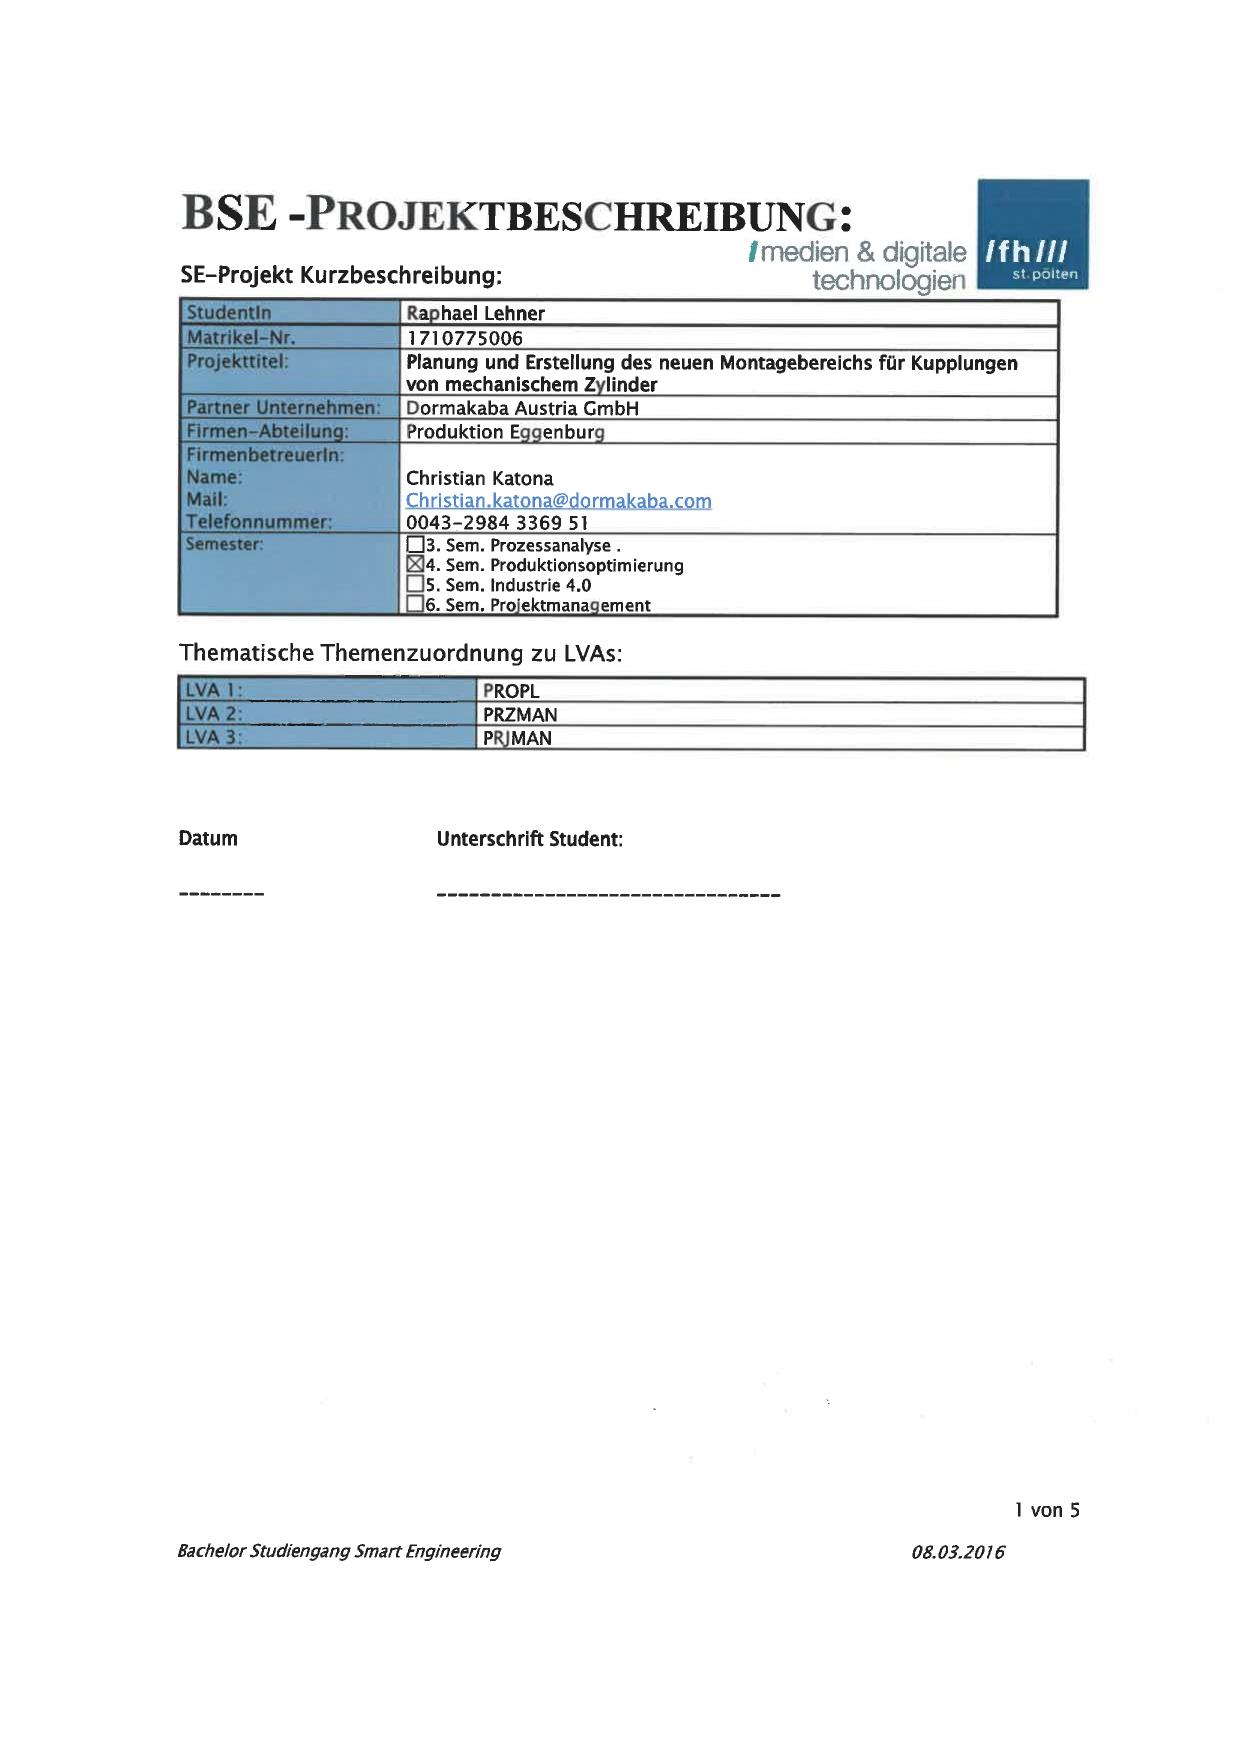 BSE -PROJEKTBESCHREIBUNG:
/medien & digitale
technologien
/fh///
st.pölten
SE-Projekt Kurzbeschreibung:
StudentIn Raphael Lehner
Matrikel-Nr. 1710775006
Projekttitel: Planung und Erstellung des neuen Montagebereichs für Kupplungen
von mechanischem Zylinder
Partner Unternehmen: Dormakaba Austria GmbH
Firmen-Abteilung: Produktion Eggenburg
FirmenbetreuerIn:
Name: Christian Katona
Mail: Christian.katona@dormakaba.com
Telefonnummer: 0043-2984 3369 51
Semester: ☐3. Sem. Prozessanalyse .
☒4. Sem. Produktionsoptimierung
☐5. Sem. Industrie 4.0
☐6. Sem. Projektmanagement
Thematische Themenzuordnung zu LVAs:
LVA 1: PROPL
LVA 2: PRZMAN
LVA 3: PRJMAN
Datum Unterschrift Student:
-------- --------------------------------
1 von 5
Bachelor Studiengang Smart Engineering 08.03.2016